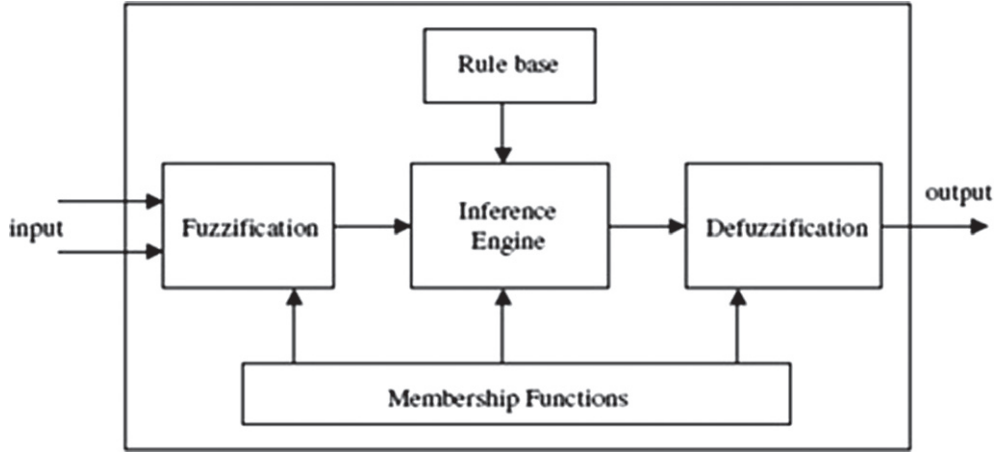 Rule base
input
Fuzzification
Inference
Engine
Defuzzification
output
Membership Functions